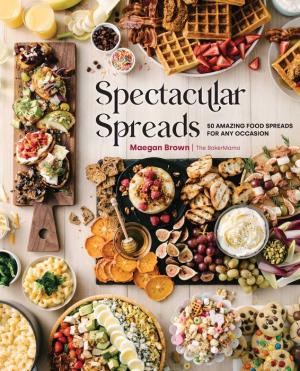 Spectacular
Spreads
50 AMAZING FOOD SPREADS
FOR ANY OCCASION
Maegan Brown | The BakerMama